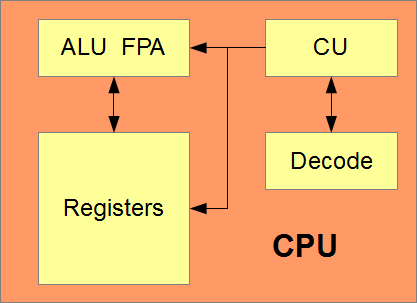 ALU FPA
CU
Registers
Decode
CPU